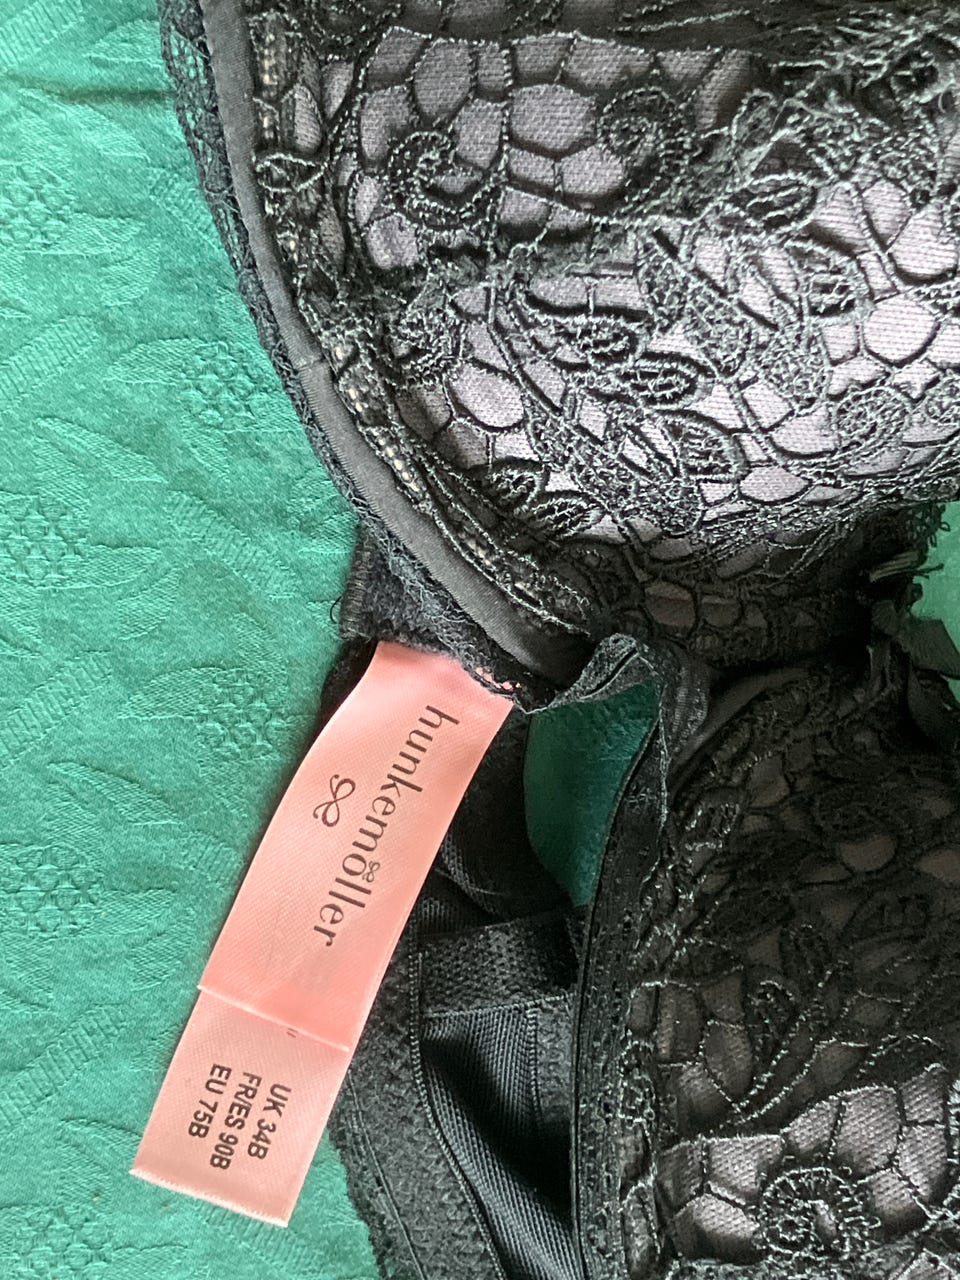 hunkemöller
UK 34B
FR/ES 90B
EU 75B